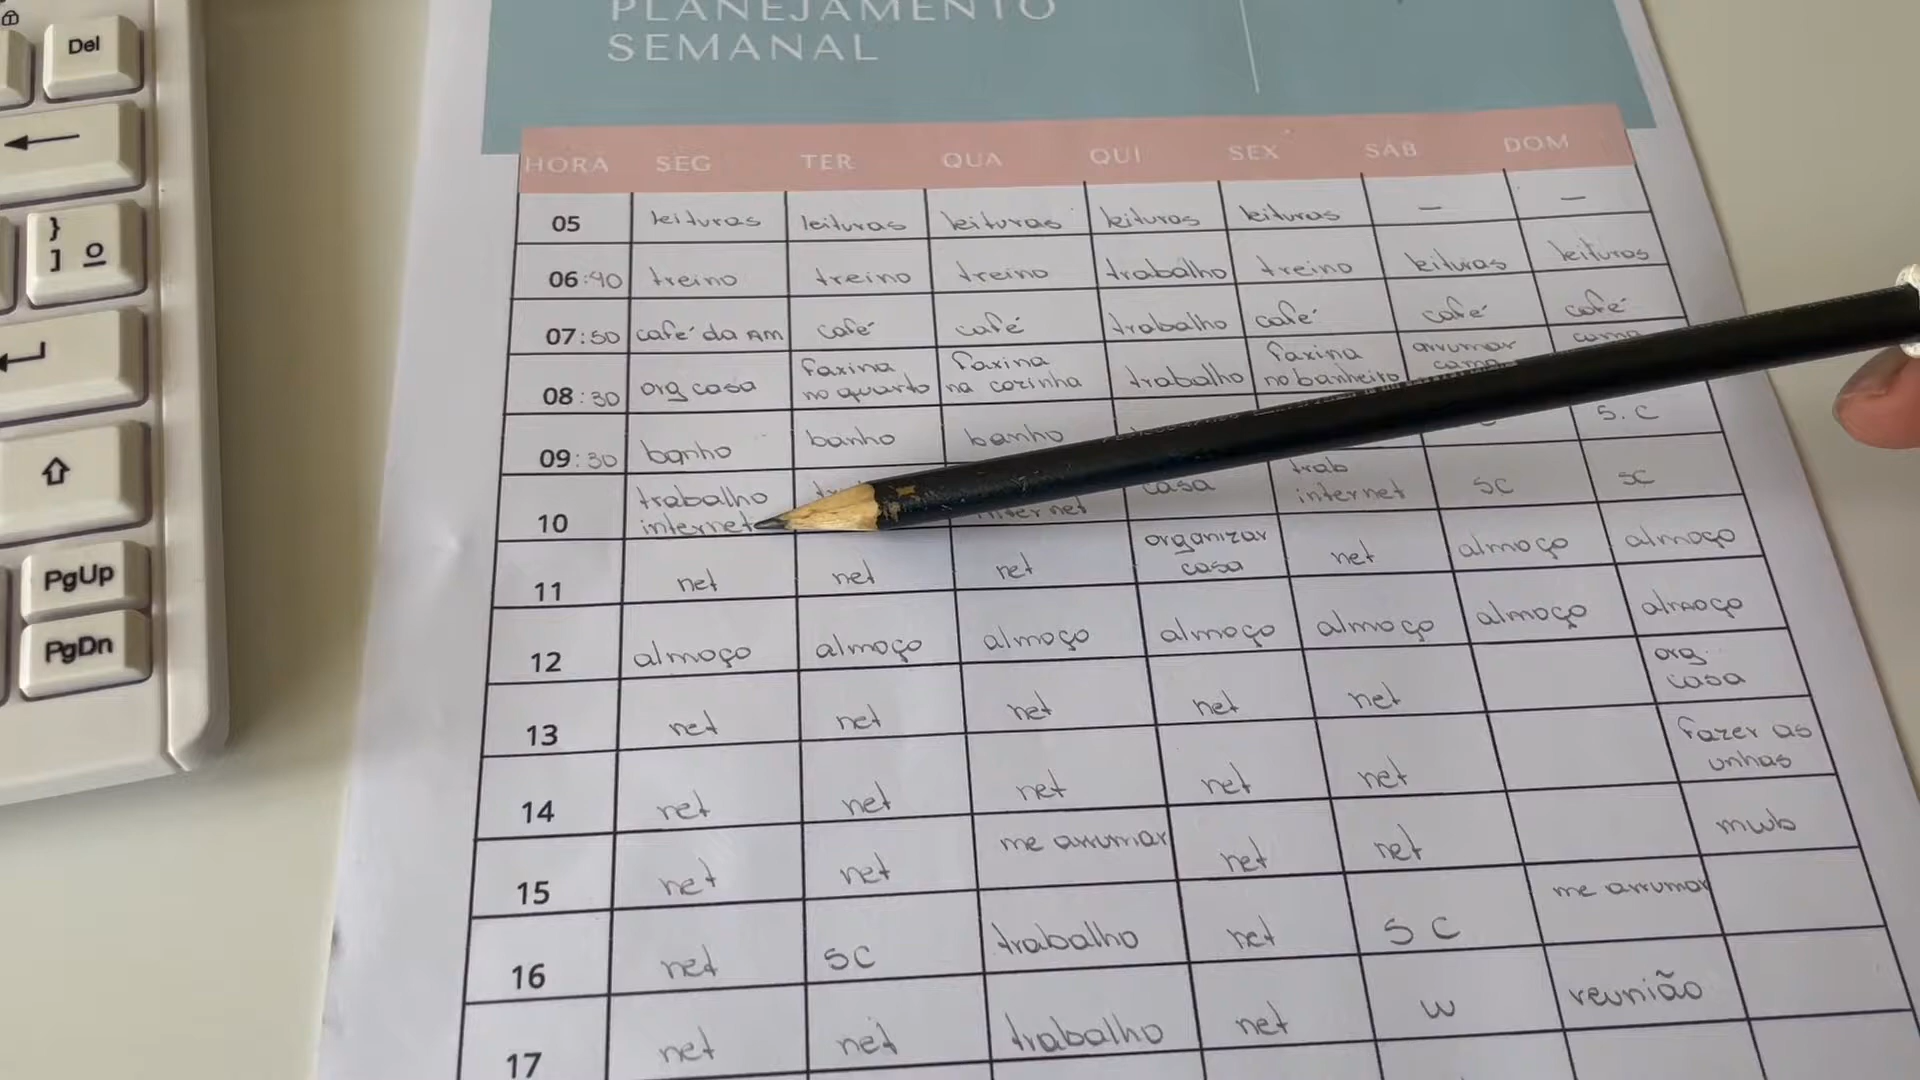 Del
}
] º
PgUp
PgDn
PLANEJAMENTO
SEMANAL
HORA SEG TER QUA QUI SEX SÁB DOM
05 leituras leituras leituras leituras leituras — —
06:40 treino treino treino trabalho treino leituras leituras
07:50 café da AM café café trabalho café café café
08:30 org casa faxina no quarto faxina na cozinha trabalho faxina no banheiro arrumar cama cama
09:30 banho banho banho S.C
10 trabalho internet internet casa trab internet SC SC
11 net net net organizar casa net almoço almoço
12 almoço almoço almoço almoço almoço almoço almoço
13 net net net net net org. casa
14 net net net net net fazer as unhas
15 net net me arrumar net net mwb
16 net SC trabalho net SC me arrumar
17 net net trabalho net w reunião